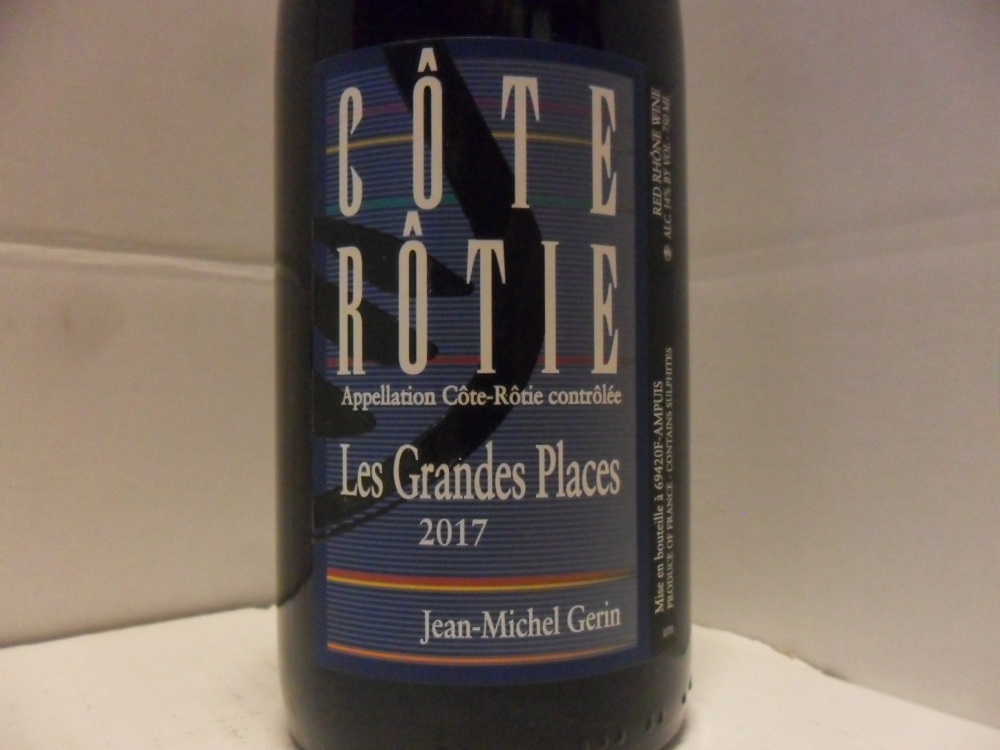 CÔTE
RÔTIE
Appellation Côte-Rôtie contrôlée
Les Grandes Places
2017
Jean-Michel Gerin
RED RHÔNE WINE
ALC. 14% BY VOL - 750 ML
Mise en bouteille à 69420F-AMPUIS
PRODUCE OF FRANCE - CONTAINS SULPHITES